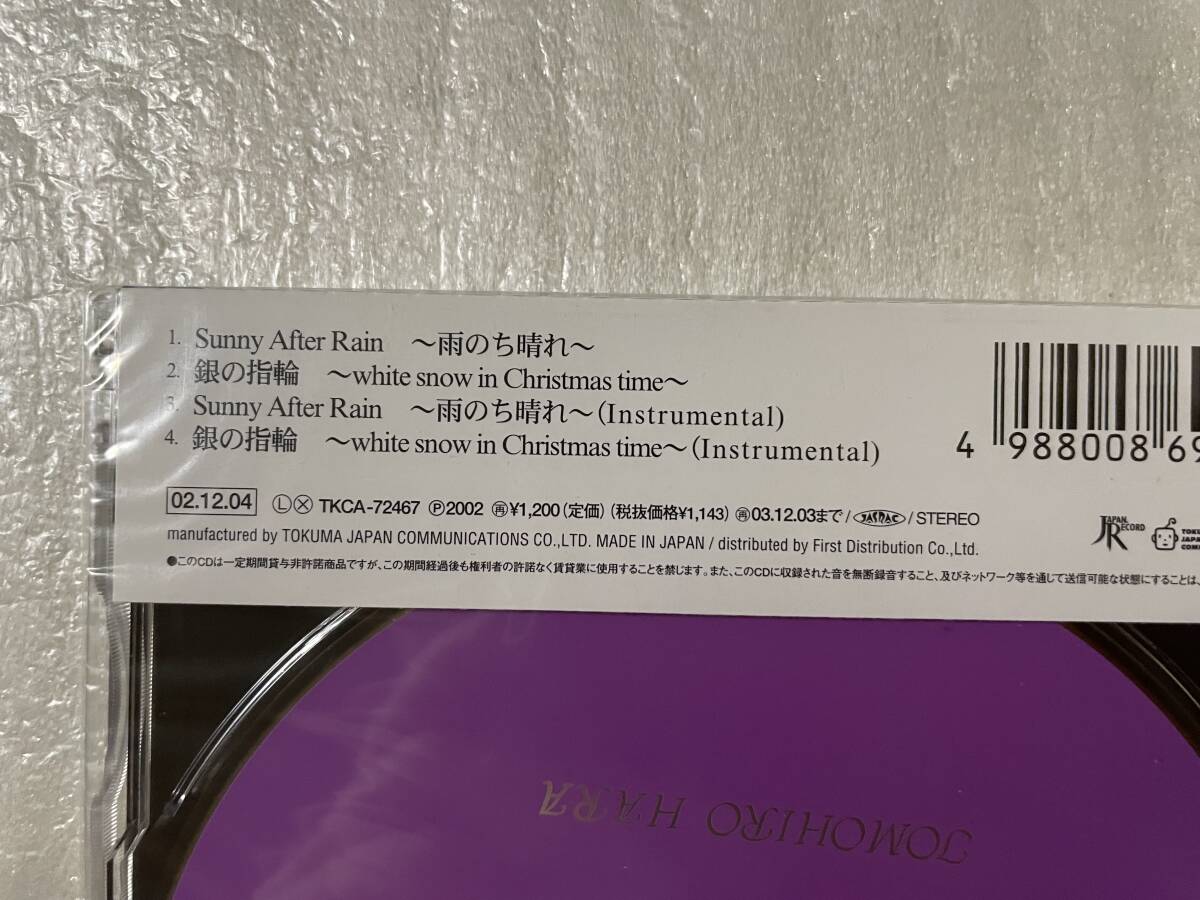 1. Sunny After Rain ～雨のち晴れ～
2. 銀の指輪 ～white snow in Christmas time～
3. Sunny After Rain ～雨のち晴れ～(Instrumental)
4. 銀の指輪 ～white snow in Christmas time～(Instrumental)
4 988008 69
02.12.04 Ⓛ Ⓧ TKCA-72467 Ⓟ2002 再¥1,200(定価)(税抜価格¥1,143) 再03.12.03まで/JASRAC/STEREO
manufactured by TOKUMA JAPAN COMMUNICATIONS CO.,LTD. MADE IN JAPAN / distributed by First Distribution Co.,Ltd.
JAPAN RECORD
●このCDは一定期間貸与非許諾商品ですが、この期間経過後も権利者の許諾なく賃貸業に使用することを禁じます。また、このCDに収録された音を無断録音すること、及びネットワーク等を通じて送信可能な状態にすることは、
TOMOHIRO HARA